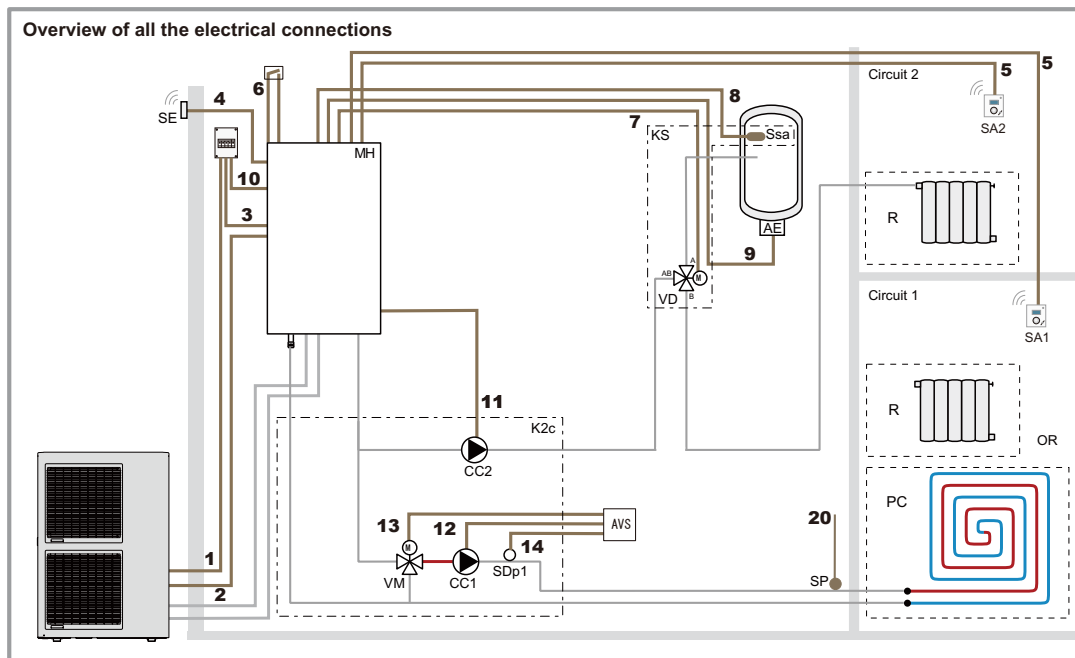 Overview of all the electrical connections
5
5
Circuit 2
6
4
8
SE
7
KS
Ssa
SA2
MH
10
R
3
AE
9
A
AB
M
VD
B
Circuit 1
SA1
11
K2c
R
CC2
OR
PC
13
12
AVS
20
1
M
14
2
VM
CC1
SDp1
SP